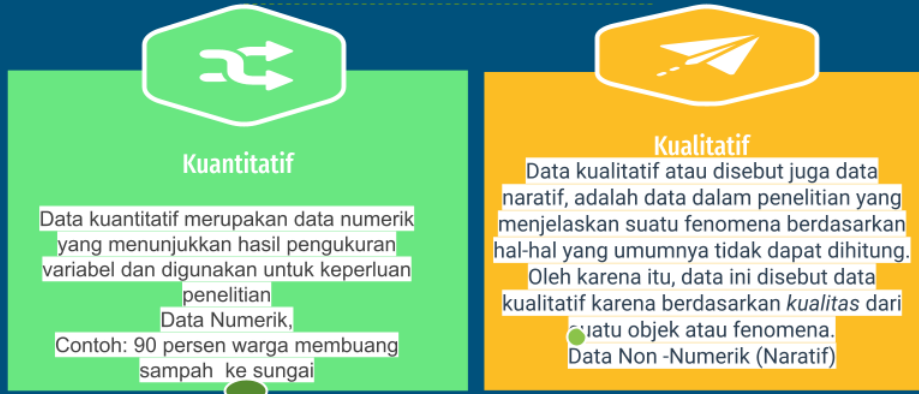 Kuantitatif
Data kuantitatif merupakan data numerik
yang menunjukkan hasil pengukuran
variabel dan digunakan untuk keperluan
penelitian
Data Numerik,
Contoh: 90 persen warga membuang
sampah ke sungai
Kualitatif
Data kualitatif atau disebut juga data
naratif, adalah data dalam penelitian yang
menjelaskan suatu fenomena berdasarkan
hal-hal yang umumnya tidak dapat dihitung.
Oleh karena itu, data ini disebut data
kualitatif karena berdasarkan kualitas dari
suatu objek atau fenomena.
Data Non -Numerik (Naratif)